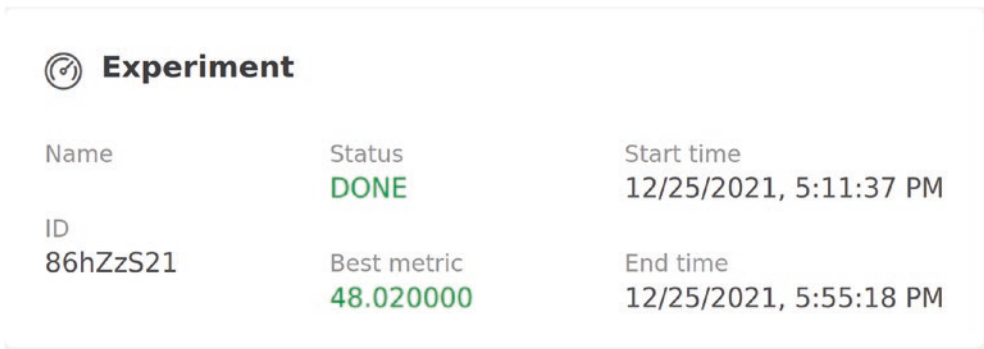 Experiment
Name
Status
DONE
Start time
12/25/2021, 5:11:37 PM
ID
86hZzS21
Best metric
48.020000
End time
12/25/2021, 5:55:18 PM